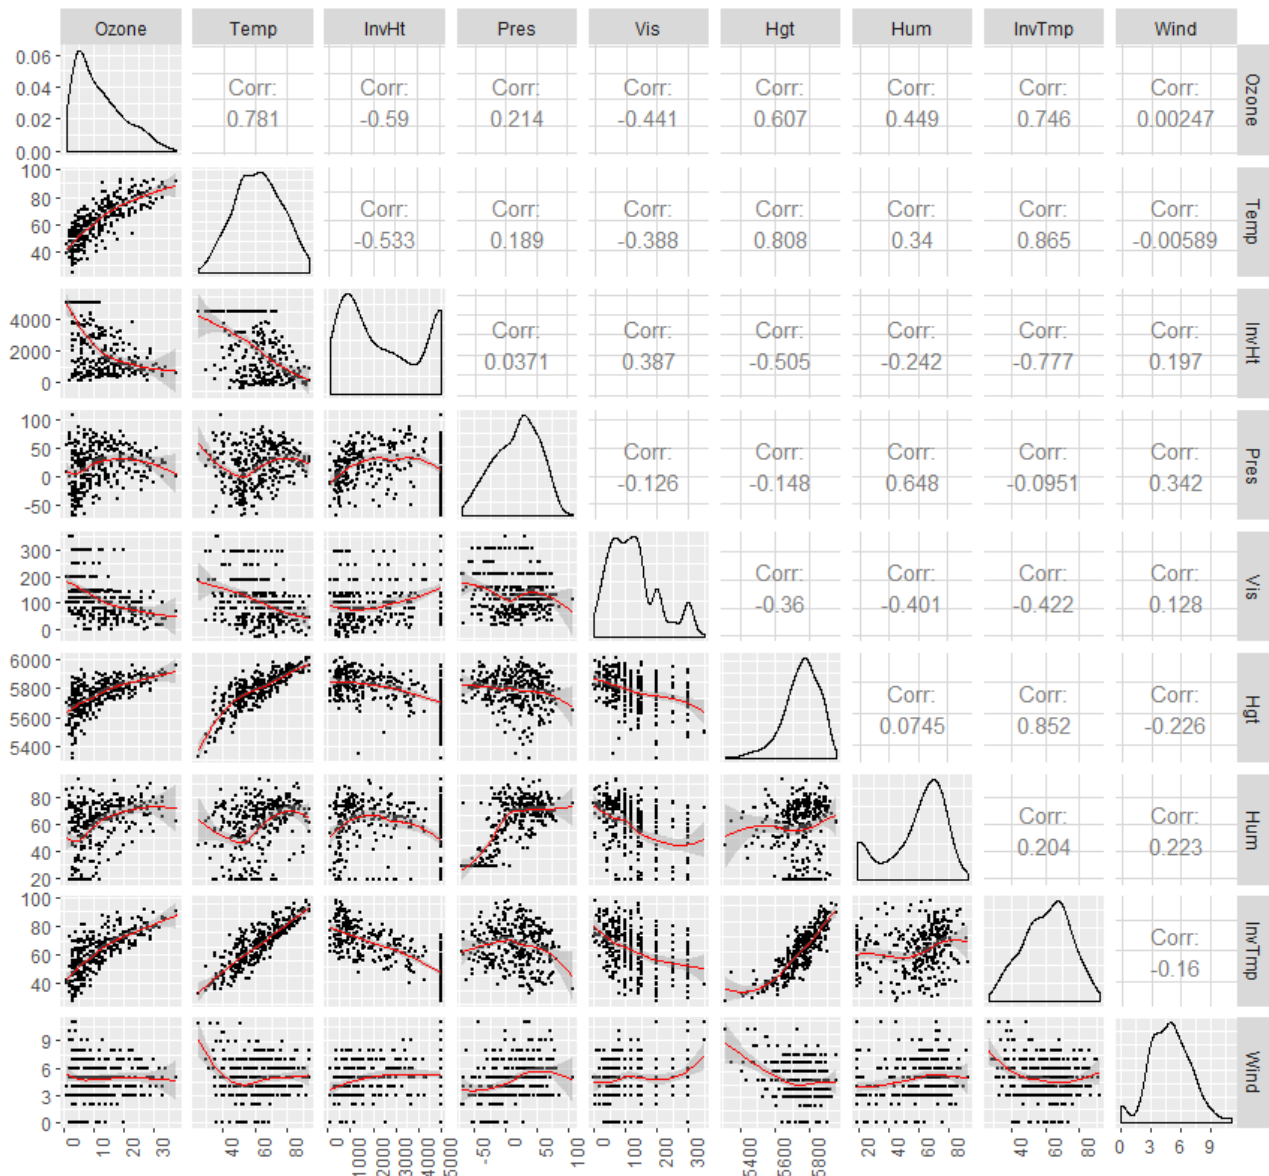 Ozone Temp InvHt Pres Vis Hgt Hum InvTmp Wind
0.06
0.04
0.02
0.00
Corr: Corr: Corr: Corr: Corr: Corr: Corr: Corr:
0.781 -0.59 0.214 -0.441 0.607 0.449 0.746 0.00247
Ozone
100
80
60
40
Corr: Corr: Corr: Corr: Corr: Corr: Corr:
-0.533 0.189 -0.388 0.808 0.34 0.865 -0.00589
Temp
4000
2000
0
Corr: Corr: Corr: Corr: Corr: Corr:
0.0371 0.387 -0.505 -0.242 -0.777 0.197
InvHt
100
50
0
-50
Corr: Corr: Corr: Corr: Corr:
-0.126 -0.148 0.648 -0.0951 0.342
Pres
300
200
100
0
Corr: Corr: Corr: Corr:
-0.36 -0.401 -0.422 0.128
Vis
6000
5800
5600
5400
Corr: Corr: Corr:
0.0745 0.852 -0.226
Hgt
80
60
40
20
Corr: Corr:
0.204 0.223
Hum
100
80
60
40
Corr:
-0.16
InvTmp
9
6
3
0
Wind
0 10 20 30 40 60 80 0 1000 2000 3000 4000 5000 -50 0 50 100 0 100 200 300 5400 5600 5800 20 40 60 80 40 60 80 0 3 6 9